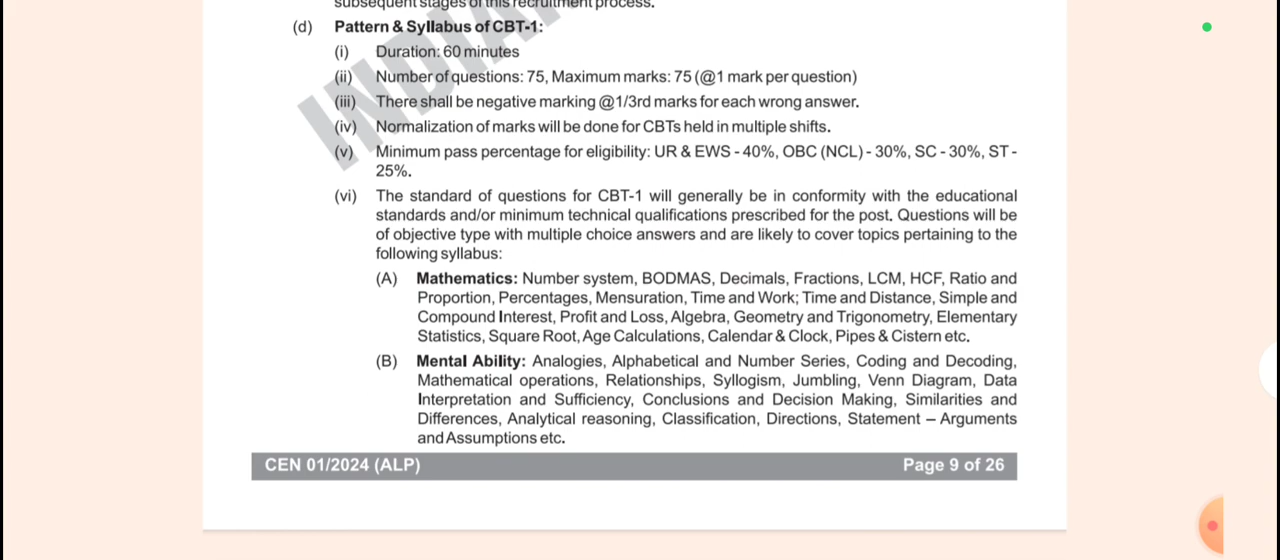 subsequent stages of this recruitment process.
(d) Pattern & Syllabus of CBT-1:
(i) Duration: 60 minutes
(ii) Number of questions: 75, Maximum marks: 75 (@1 mark per question)
(iii) There shall be negative marking @1/3rd marks for each wrong answer.
(iv) Normalization of marks will be done for CBTs held in multiple shifts.
(v) Minimum pass percentage for eligibility: UR & EWS - 40%, OBC (NCL) - 30%, SC - 30%, ST -
25%.
(vi) The standard of questions for CBT-1 will generally be in conformity with the educational
standards and/or minimum technical qualifications prescribed for the post. Questions will be
of objective type with multiple choice answers and are likely to cover topics pertaining to the
following syllabus:
(A) Mathematics: Number system, BODMAS, Decimals, Fractions, LCM, HCF, Ratio and
Proportion, Percentages, Mensuration, Time and Work; Time and Distance, Simple and
Compound Interest, Profit and Loss, Algebra, Geometry and Trigonometry, Elementary
Statistics, Square Root, Age Calculations, Calendar & Clock, Pipes & Cistern etc.
(B) Mental Ability: Analogies, Alphabetical and Number Series, Coding and Decoding,
Mathematical operations, Relationships, Syllogism, Jumbling, Venn Diagram, Data
Interpretation and Sufficiency, Conclusions and Decision Making, Similarities and
Differences, Analytical reasoning, Classification, Directions, Statement – Arguments
and Assumptions etc.
CEN 01/2024 (ALP) Page 9 of 26
INDIA